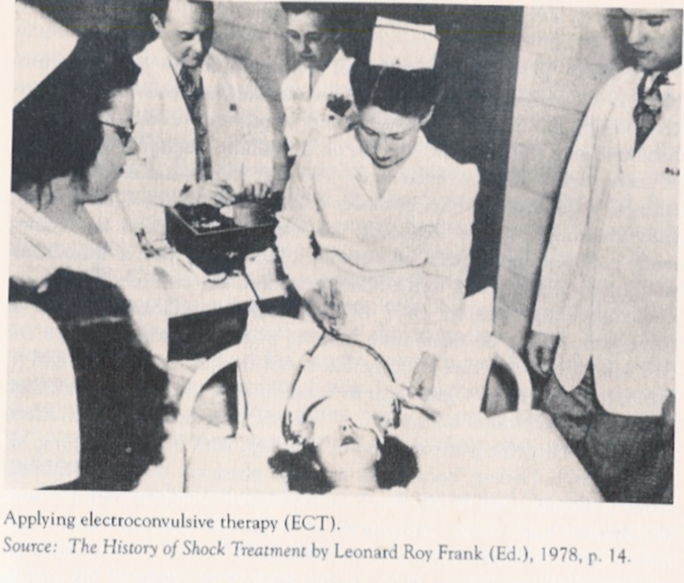 Applying electroconvulsive therapy (ECT).
Source: The History of Shock Treatment by Leonard Roy Frank (Ed.), 1978, p. 14.